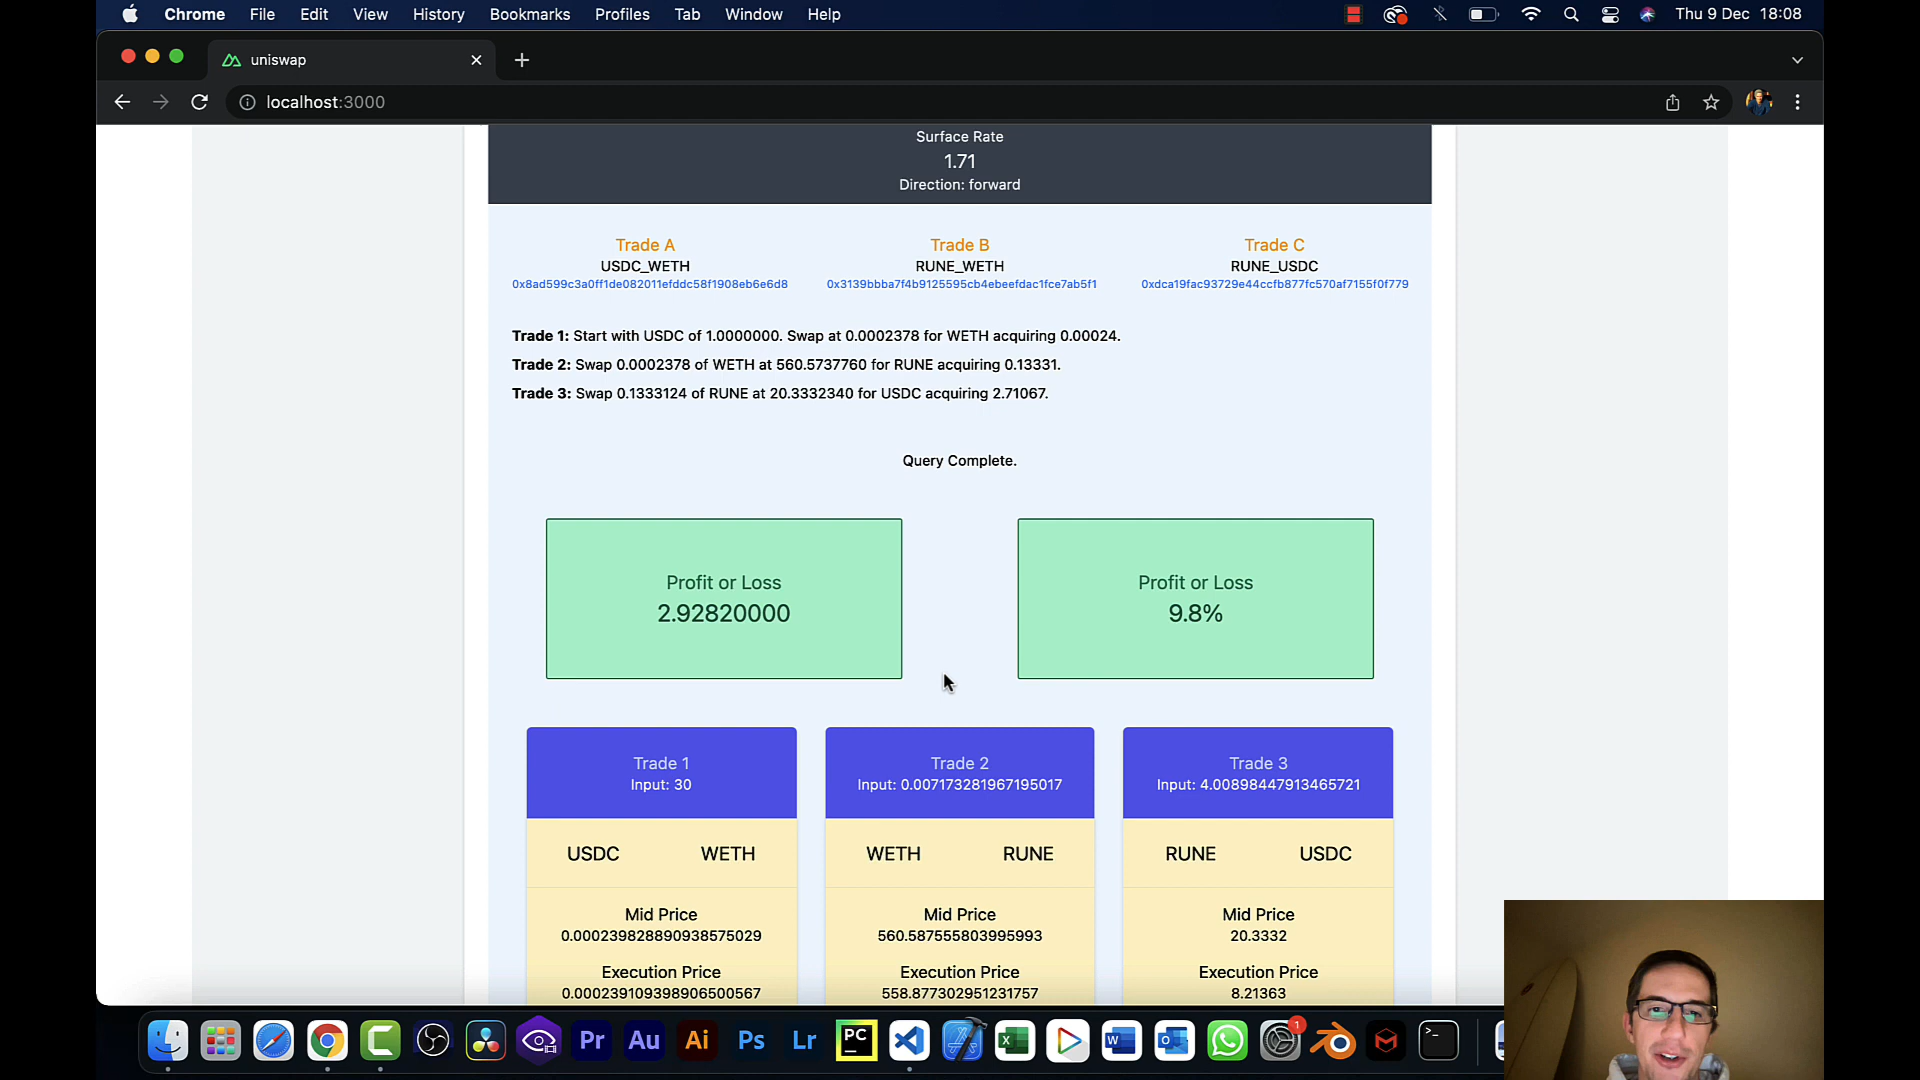 Chrome File Edit View History Bookmarks Profiles Tab Window Help Thu 9 Dec 18:08
uniswap
localhost:3000
Surface Rate
1.71
Direction: forward
Trade A Trade B Trade C
USDC_WETH RUNE_WETH RUNE_USDC
0x8ad599c3a0ff1de082011efddc58f1908eb6e6d8 0x3139bbba7f4b9125595cb4ebeefdac1fce7ab5f1 0xdca19fac93729e44ccfb877fc570af7155f0f779
Trade 1: Start with USDC of 1.0000000. Swap at 0.0002378 for WETH acquiring 0.00024.
Trade 2: Swap 0.0002378 of WETH at 560.5737760 for RUNE acquiring 0.13331.
Trade 3: Swap 0.1333124 of RUNE at 20.3332340 for USDC acquiring 2.71067.
Query Complete.
Profit or Loss Profit or Loss
2.92820000 9.8%
Trade 1 Trade 2 Trade 3
Input: 30 Input: 0.007173281967195017 Input: 4.00898447913465721
USDC WETH WETH RUNE RUNE USDC
Mid Price Mid Price Mid Price
0.000239828890938575029 560.587555803995993 20.3332
Execution Price Execution Price Execution Price
0.000239109398906500567 558.877302951231757 8.21363
Pr Au Ai Ps Lr PC X W O 1